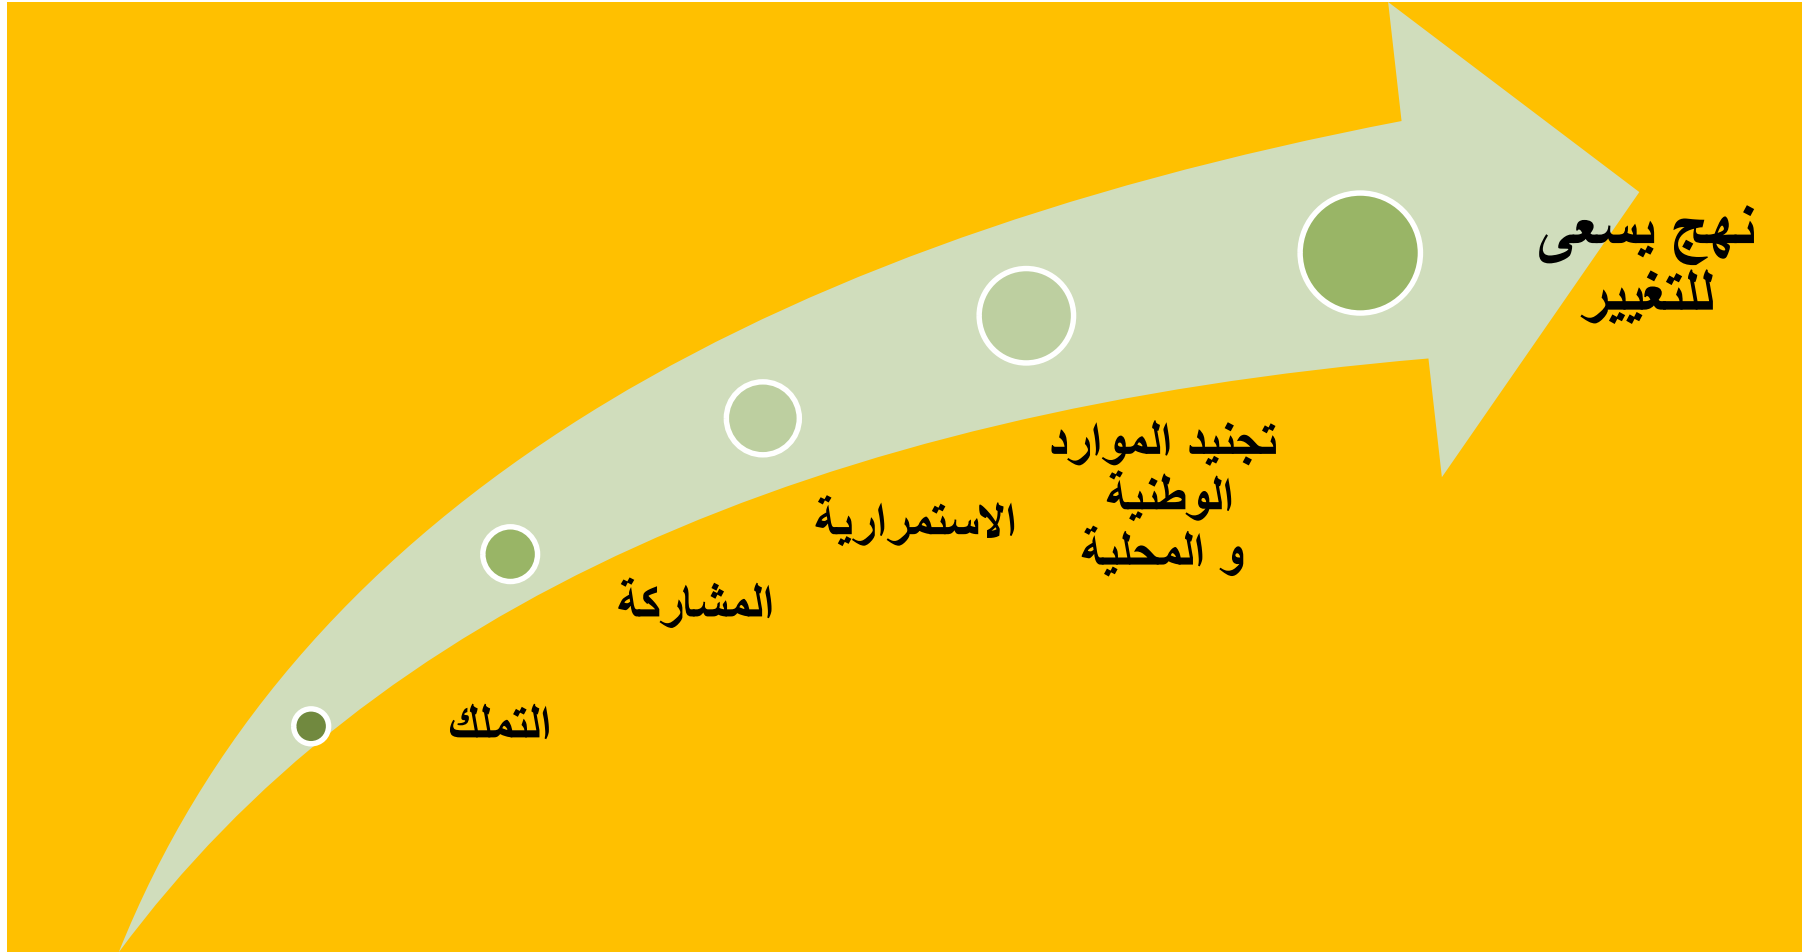 نهج يسعى
للتغيير
تجنيد الموارد
الوطنية
و المحلية
الاستمرارية
المشاركة
التملك